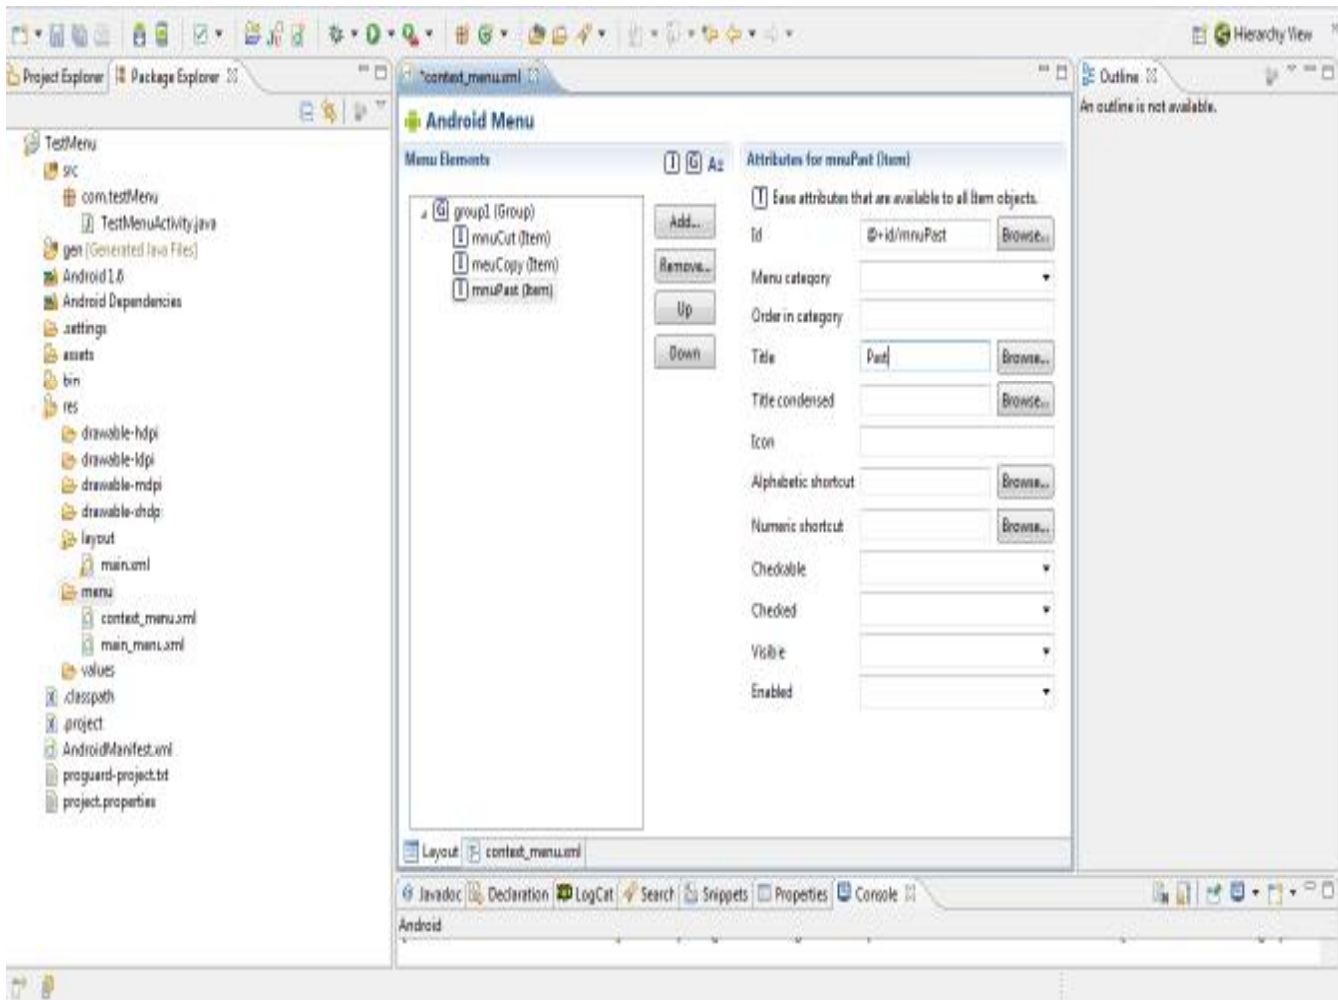 Hierarchy View
Project Explorer
Package Explorer
TestMenu
src
com.testMenu
TestMenuActivity.java
gen [Generated Java Files]
Android 1.6
Android Dependencies
.settings
assets
bin
res
drawable-hdpi
drawable-ldpi
drawable-mdpi
drawable-xhdpi
layout
main.xml
menu
context_menu.xml
main_menu.xml
values
.classpath
.project
AndroidManifest.xml
proguard-project.txt
project.properties
*context_menu.xml
Android Menu
Menu Elements
I G Az
G group1 (Group)
I mnuCut (Item)
I meuCopy (Item)
I mnuPast (Item)
Add...
Remove...
Up
Down
Attributes for mnuPast (Item)
I Base attributes that are available to all Item objects.
Id @+id/mnuPast Browse...
Menu category
Order in category
Title Past Browse...
Title condensed Browse...
Icon
Alphabetic shortcut Browse...
Numeric shortcut Browse...
Checkable
Checked
Visible
Enabled
Layout context_menu.xml
Outline
An outline is not available.
@ Javadoc Declaration LogCat Search Snippets Properties Console
Android